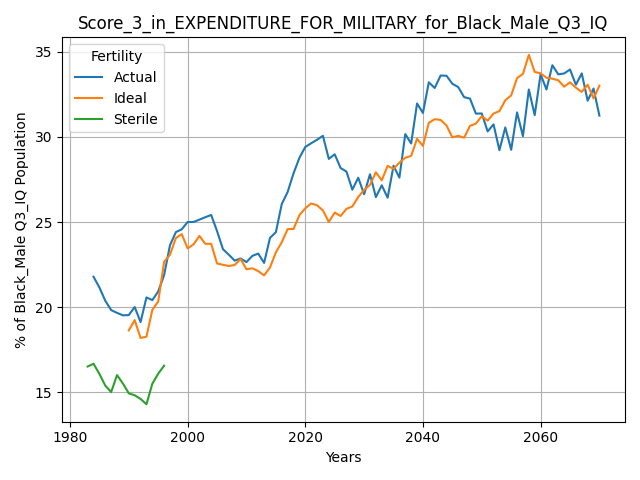 Score_3_in_EXPENDITURE_FOR_MILITARY_for_Black_Male_Q3_IQ
Fertility
Actual
Ideal
Sterile
% of Black_Male Q3_IQ Population
35
30
25
20
15
1980
2000
2020
2040
2060
Years